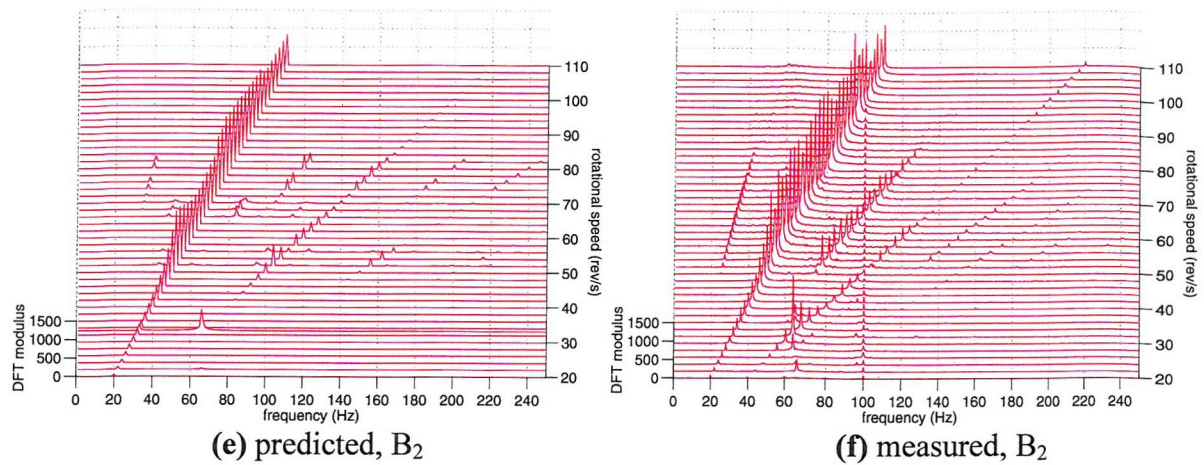 110
100
90
80
70
60
50
40
30
20
rotational speed (rev/s)
DFT modulus
1500
1000
500
0
0 20 40 60 80 100 120 140 160 180 200 220 240
frequency (Hz)
(e) predicted, B₂
110
100
90
80
70
60
50
40
30
20
rotational speed (rev/s)
DFT modulus
1500
1000
500
0
0 20 40 60 80 100 120 140 160 180 200 220 240
frequency (Hz)
(f) measured, B₂